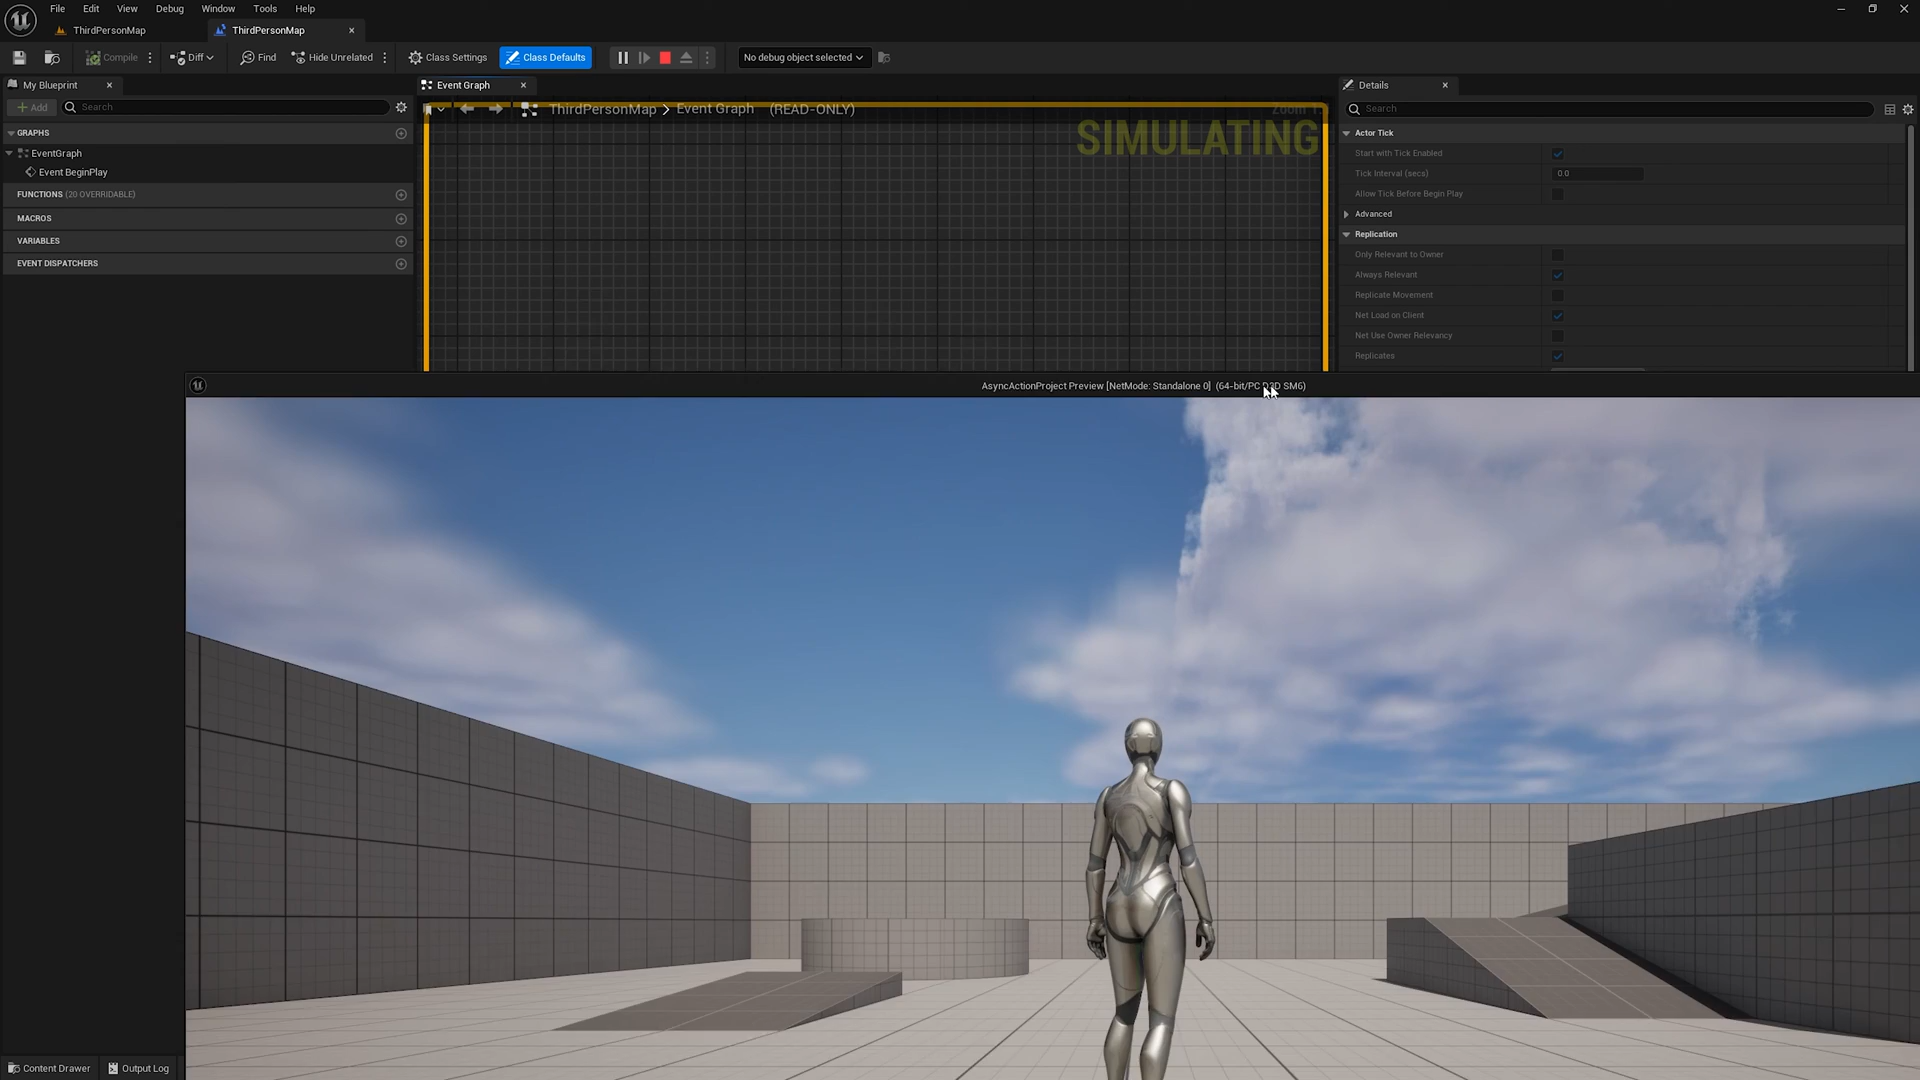 File Edit View Debug Window Tools Help
ThirdPersonMap ThirdPersonMap
Compile Diff Find Hide Unrelated Class Settings Class Defaults No debug object selected
My Blueprint Event Graph Details
Add Search ThirdPersonMap > Event Graph (READ-ONLY) Search
SIMULATING
GRAPHS
EventGraph
Event BeginPlay
FUNCTIONS (20 OVERRIDABLE)
MACROS
VARIABLES
EVENT DISPATCHERS
Actor Tick
Start with Tick Enabled
Tick Interval (secs) 0.0
Allow Tick Before Begin Play
Advanced
Replication
Only Relevant to Owner
Always Relevant
Replicate Movement
Net Load on Client
Net Use Owner Relevancy
Replicates
AsyncActionProject Preview [NetMode: Standalone 0] (64-bit/PC D3D SM6)
Content Drawer Output Log